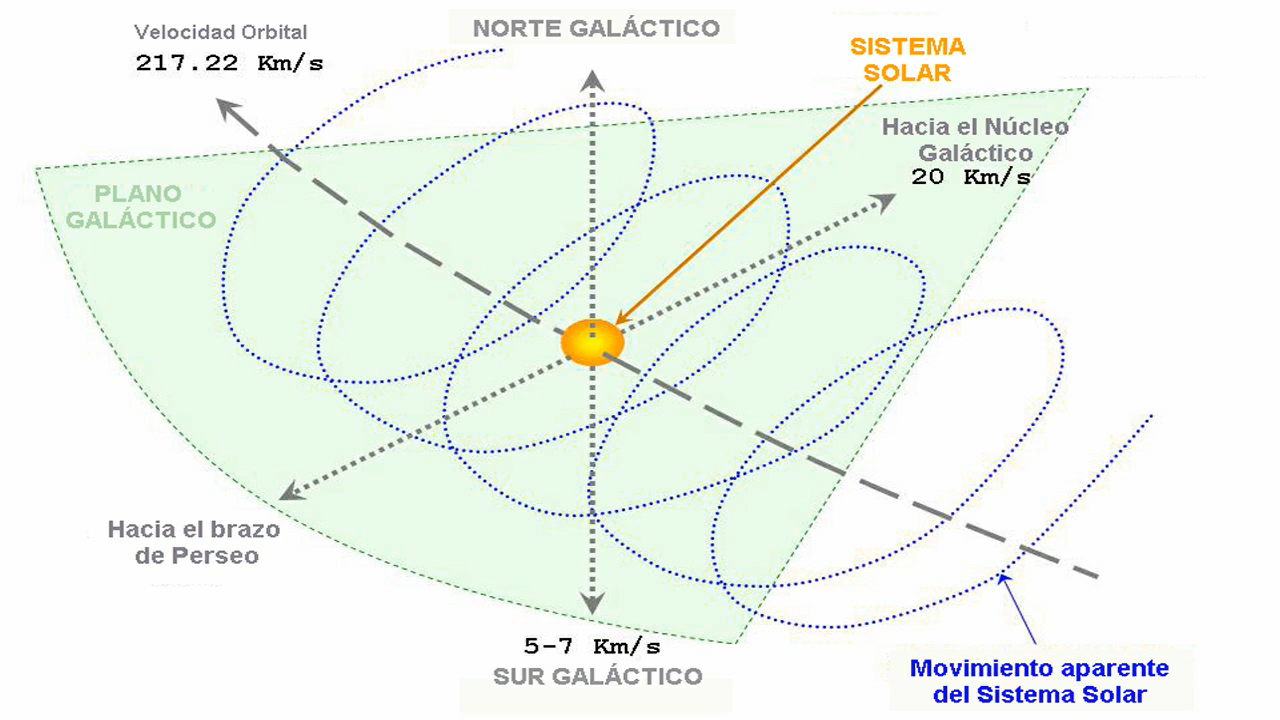 Velocidad Orbital
217.22 Km/s
NORTE GALÁCTICO
SISTEMA
SOLAR
Hacia el Núcleo
Galáctico
20 Km/s
PLANO
GALÁCTICO
Hacia el brazo
de Perseo
5-7 Km/s
SUR GALÁCTICO
Movimiento aparente
del Sistema Solar